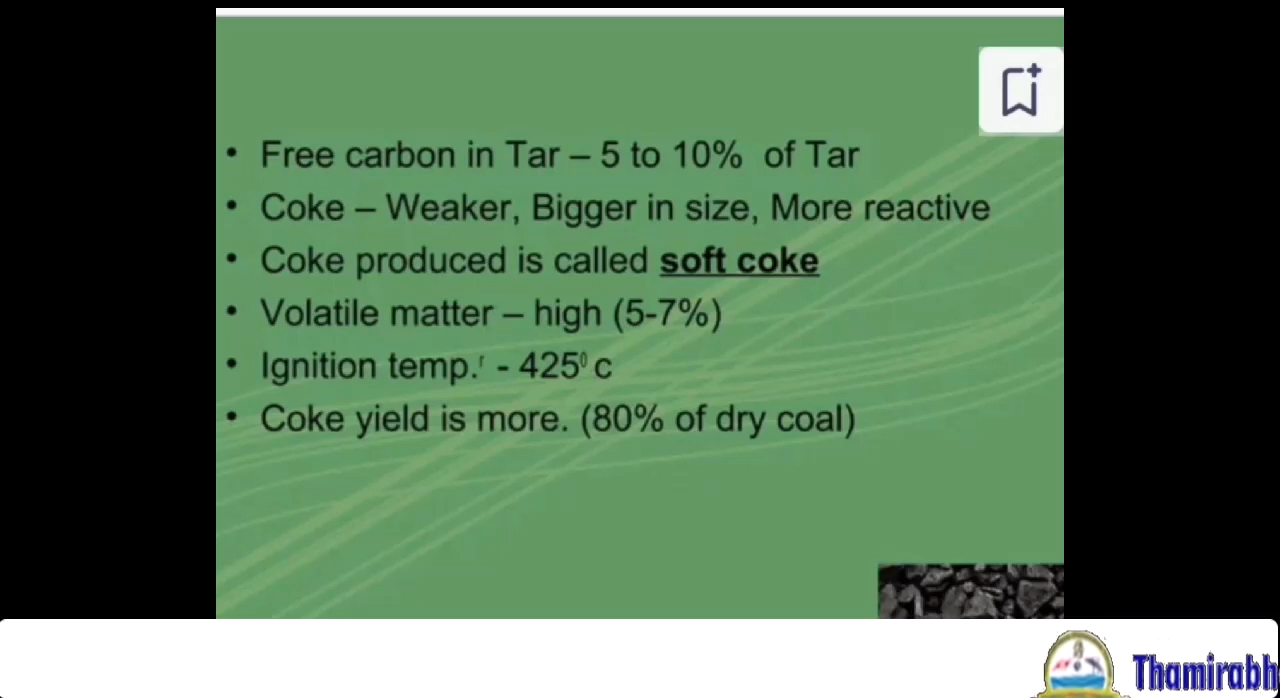 • Free carbon in Tar – 5 to 10% of Tar
• Coke – Weaker, Bigger in size, More reactive
• Coke produced is called soft coke
• Volatile matter – high (5-7%)
• Ignition temp.ʳ - 425⁰ c
• Coke yield is more. (80% of dry coal)
Thamirabh